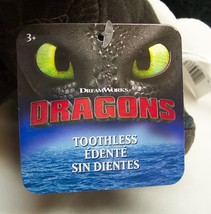 3+
DREAMWORKS
DRAGONS
TOOTHLESS
ÉDENTÉ
SIN DIENTES